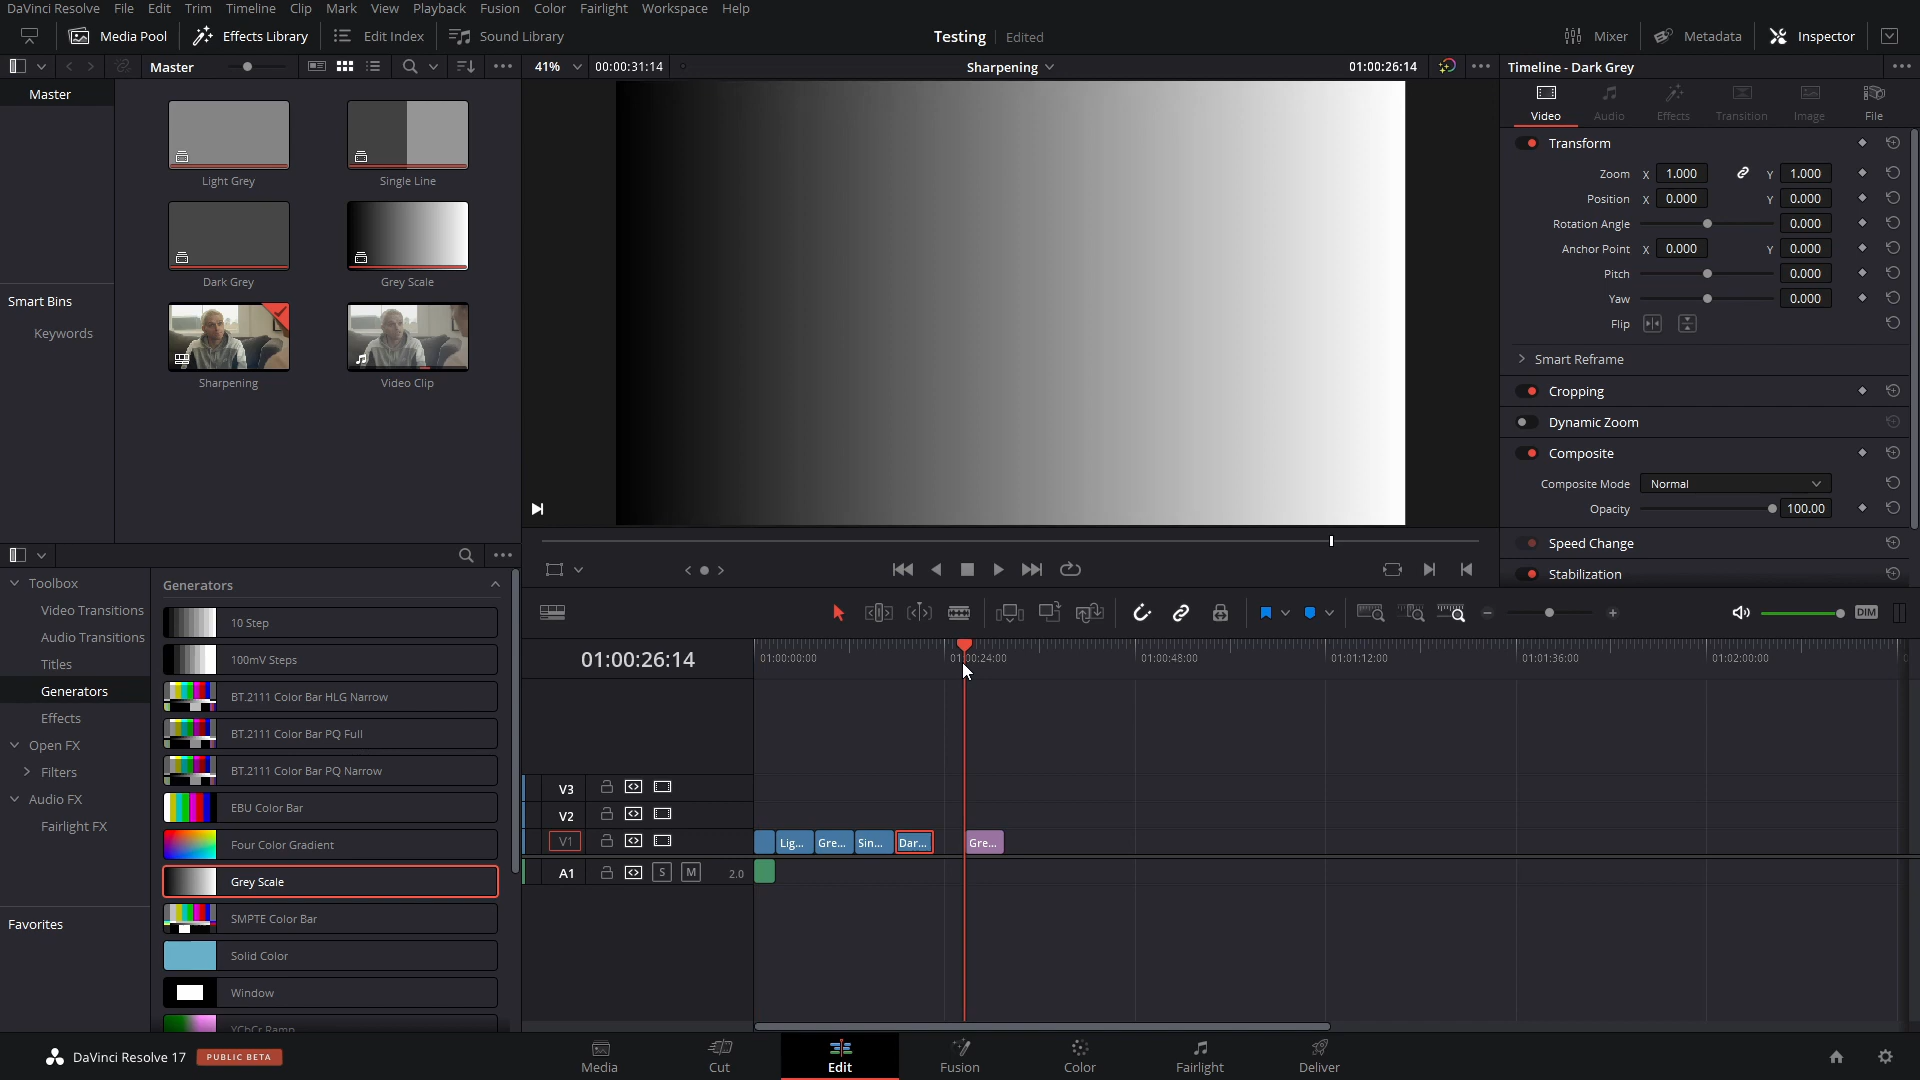 DaVinci Resolve File Edit Trim Timeline Clip Mark View Playback Fusion Color Fairlight Workspace Help
Media Pool Effects Library Edit Index Sound Library Testing Edited Mixer Metadata Inspector
Master 41% 00:00:31:14 Sharpening 01:00:26:14 Timeline - Dark Grey
Master
Light Grey Single Line
Dark Grey Grey Scale
Sharpening Video Clip
Smart Bins
Keywords
Video Audio Effects Transition Image File
Transform
Zoom X 1.000 Y 1.000
Position X 0.000 Y 0.000
Rotation Angle 0.000
Anchor Point X 0.000 Y 0.000
Pitch 0.000
Yaw 0.000
Flip
Smart Reframe
Cropping
Dynamic Zoom
Composite
Composite Mode Normal
Opacity 100.00
Speed Change
Stabilization
Toolbox
Video Transitions
Audio Transitions
Titles
Generators
Effects
Open FX
Filters
Audio FX
Fairlight FX
Favorites
Generators
10 Step
100mV Steps
BT.2111 Color Bar HLG Narrow
BT.2111 Color Bar PQ Full
BT.2111 Color Bar PQ Narrow
EBU Color Bar
Four Color Gradient
Grey Scale
SMPTE Color Bar
Solid Color
Window
YCbCr Ramp
DIM
01:00:26:14 01:00:00:00 01:00:24:00 01:00:48:00 01:01:12:00 01:01:36:00 01:02:00:00
V3
V2
V1 Lig... Gre... Sin... Dar... Gre...
A1 S M 2.0
DaVinci Resolve 17 PUBLIC BETA Media Cut Edit Fusion Color Fairlight Deliver